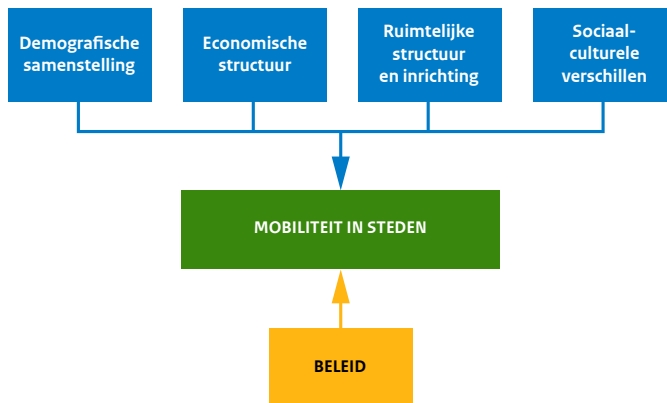 Demografische
samenstelling
Economische
structuur
Ruimtelijke
structuur
en inrichting
Sociaal-
culturele
verschillen
MOBILITEIT IN STEDEN
BELEID